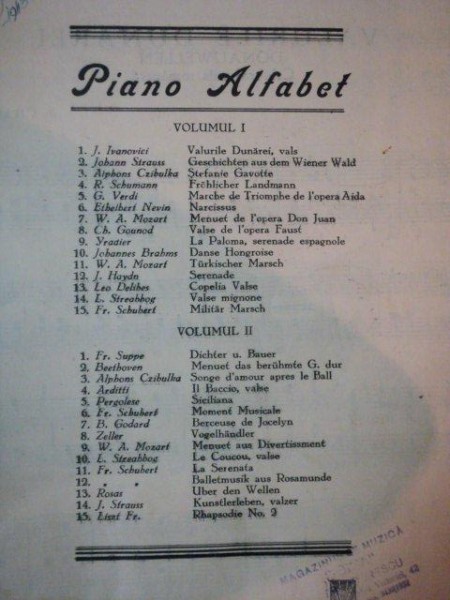 Piano Alfabet
VOLUMUL I
1. J. Ivanovici Valurile Dunărei, vals
2. Johann Strauss Geschichten aus dem Wiener Wald
3. Alphons Czibulka Ștefanie Gavotte
4. R. Schumann Fröhlicher Landmann
5. G. Verdi Marche de Triomphe de l'opera Aida
6. Ethelbert Nevin Narcissus
7. W. A. Mozart Menuet de l'opera Don Juan
8. Ch. Gounod Valse de l'opera Faust
9. Yradier La Paloma, serenade espagnole
10. Johannes Brahms Danse Hongroise
11. W. A. Mozart Türkischer Marsch
12. J. Haydn Serenade
13. Leo Delibes Copelia Valse
14. E. Streabbog Valse mignone
15. Fr. Schubert Militär Marsch
VOLUMUL II
1. Fr. Suppe Dichter u. Bauer
2. Beethoven Menuet das berühmte G. dur
3. Alphons Czibulka Songe d'amour apres le Ball
4. Arditti Il Baccio, valse
5. Pergolese Siciliana
6. Fr. Schubert Moment Musicale
7. B. Godard Berceuse de Jocelyn
8. Zeller Vogelhändler
9. W. A. Mozart Menuet aus Divertissment
10. E. Streabbog Le Coucou, valse
11. Fr. Schubert La Serenata
12. " " Balletmusik aus Rosamunde
13. Rosas Uber den Wellen
14. J. Strauss Kunstlerleben, valzer
15. Liszt Fr. Rhapsodie No. 2
MAGAZINUL DE MUZICA